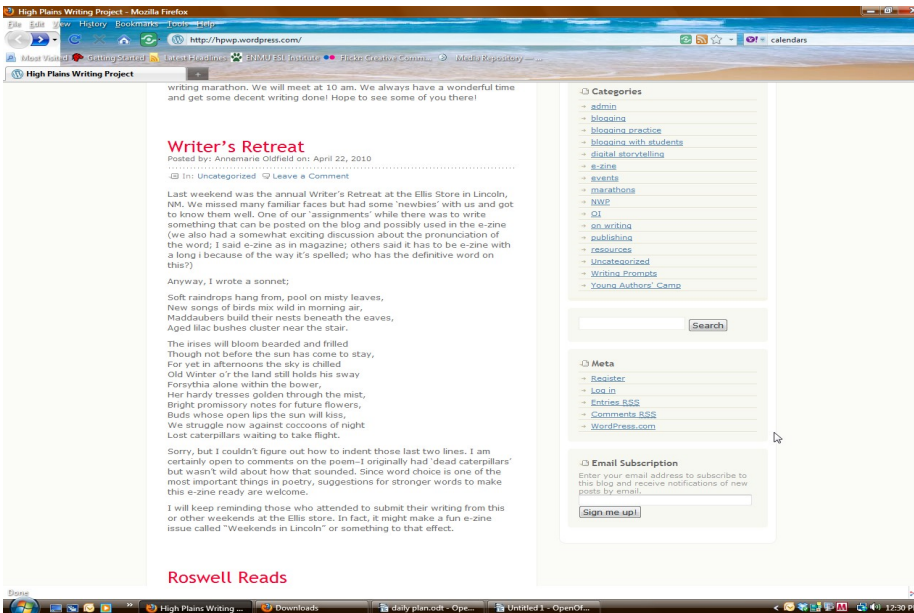 High Plains Writing Project - Mozilla Firefox
File Edit View History Bookmarks Tools Help
http://hpwp.wordpress.com/
calendars
Most Visited Getting Started Latest Headlines ENMU ESL Institute Flickr: Creative Comm... Media Repository — ...
High Plains Writing Project
writing marathon. We will meet at 10 am. We always have a wonderful time
and get some decent writing done! Hope to see some of you there!
Writer's Retreat
Posted by: Annemarie Oldfield on: April 22, 2010
In: Uncategorized Leave a Comment
Last weekend was the annual Writer's Retreat at the Ellis Store in Lincoln,
NM. We missed many familiar faces but had some 'newbies' with us and got
to know them well. One of our 'assignments' while there was to write
something that can be posted on the blog and possibly used in the e-zine
(we also had a somewhat exciting discussion about the pronunciation of
the word; I said e-zine as in magazine; others said it has to be e-zine with
a long i because of the way it's spelled; who has the definitive word on
this?)
Anyway, I wrote a sonnet;
Soft raindrops hang from, pool on misty leaves,
New songs of birds mix wild in morning air,
Maddaubers build their nests beneath the eaves,
Aged lilac bushes cluster near the stair.
The irises will bloom bearded and frilled
Though not before the sun has come to stay,
For yet in afternoons the sky is chilled
Old Winter o'r the land still holds his sway
Forsythia alone within the bower,
Her hardy tresses golden through the mist,
Bright promissory notes for future flowers,
Buds whose open lips the sun will kiss,
We struggle now against coccoons of night
Lost caterpillars waiting to take flight.
Sorry, but I couldn't figure out how to indent those last two lines. I am
certainly open to comments on the poem–I originally had 'dead caterpillars'
but wasn't wild about how that sounded. Since word choice is one of the
most important things in poetry, suggestions for stronger words to make
this e-zine ready are welcome.
I will keep reminding those who attended to submit their writing from this
or other weekends at the Ellis store. In fact, it might make a fun e-zine
issue called "Weekends in Lincoln" or something to that effect.
Roswell Reads
Categories
admin
blogging
blogging practice
blogging with students
digital storytelling
e-zine
events
marathons
NWP
OI
on writing
publishing
resources
Uncategorized
Writing Prompts
Young Authors' Camp
Search
Meta
Register
Log in
Entries RSS
Comments RSS
WordPress.com
Email Subscription
Enter your email address to subscribe to
this blog and receive notifications of new
posts by email.
Sign me up!
Done
High Plains Writing ... Downloads daily plan.odt - Ope... Untitled 1 - OpenOf... 12:30 P